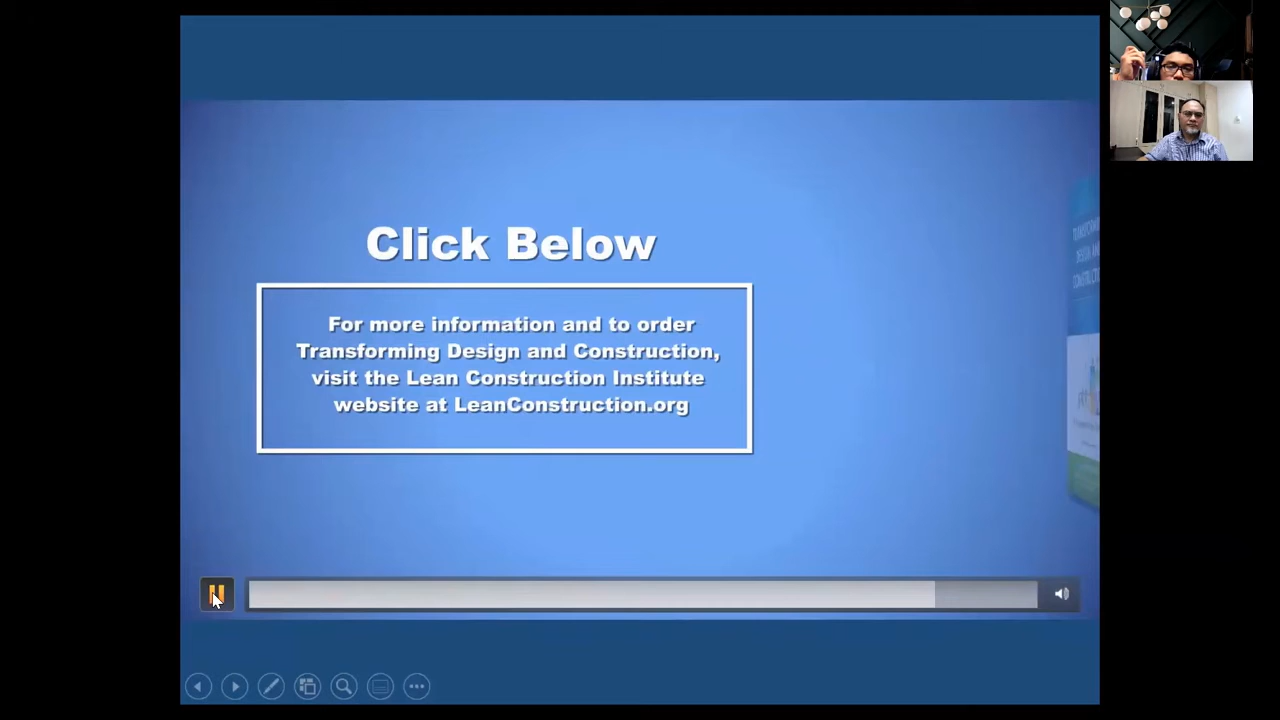 Click Below
For more information and to order
Transforming Design and Construction,
visit the Lean Construction Institute
website at LeanConstruction.org